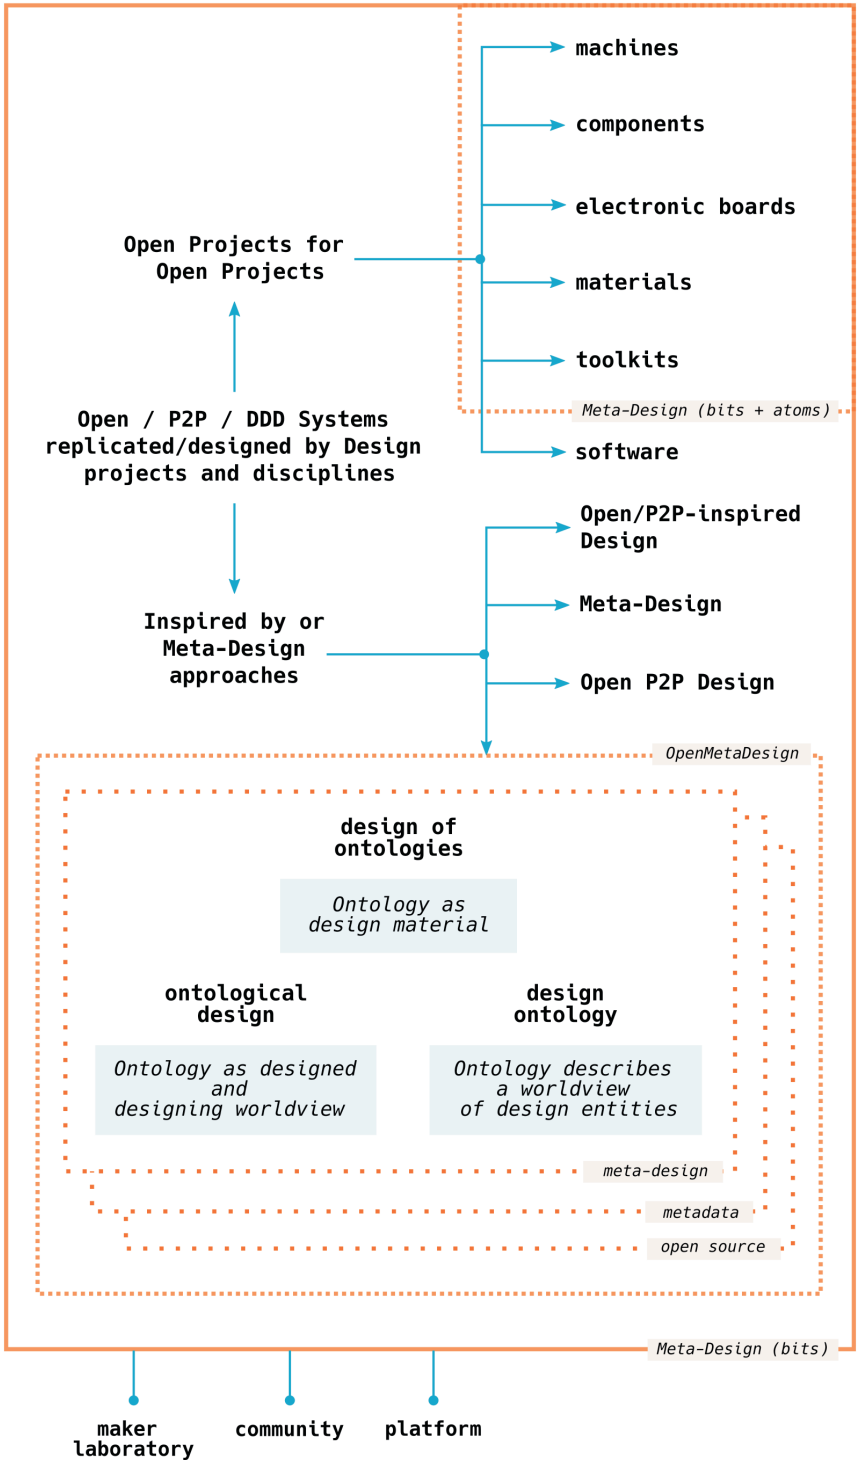 machines
components
electronic boards
Open Projects for
Open Projects
materials
toolkits
Meta-Design (bits + atoms)
Open / P2P / DDD Systems
replicated/designed by Design
projects and disciplines
software
Open/P2P-inspired
Design
Meta-Design
Inspired by or
Meta-Design
approaches
Open P2P Design
OpenMetaDesign
design of
ontologies
Ontology as
design material
ontological
design
Ontology as designed
and
designing worldview
design
ontology
Ontology describes
a worldview
of design entities
meta-design
metadata
open source
Meta-Design (bits)
maker
laboratory
community
platform